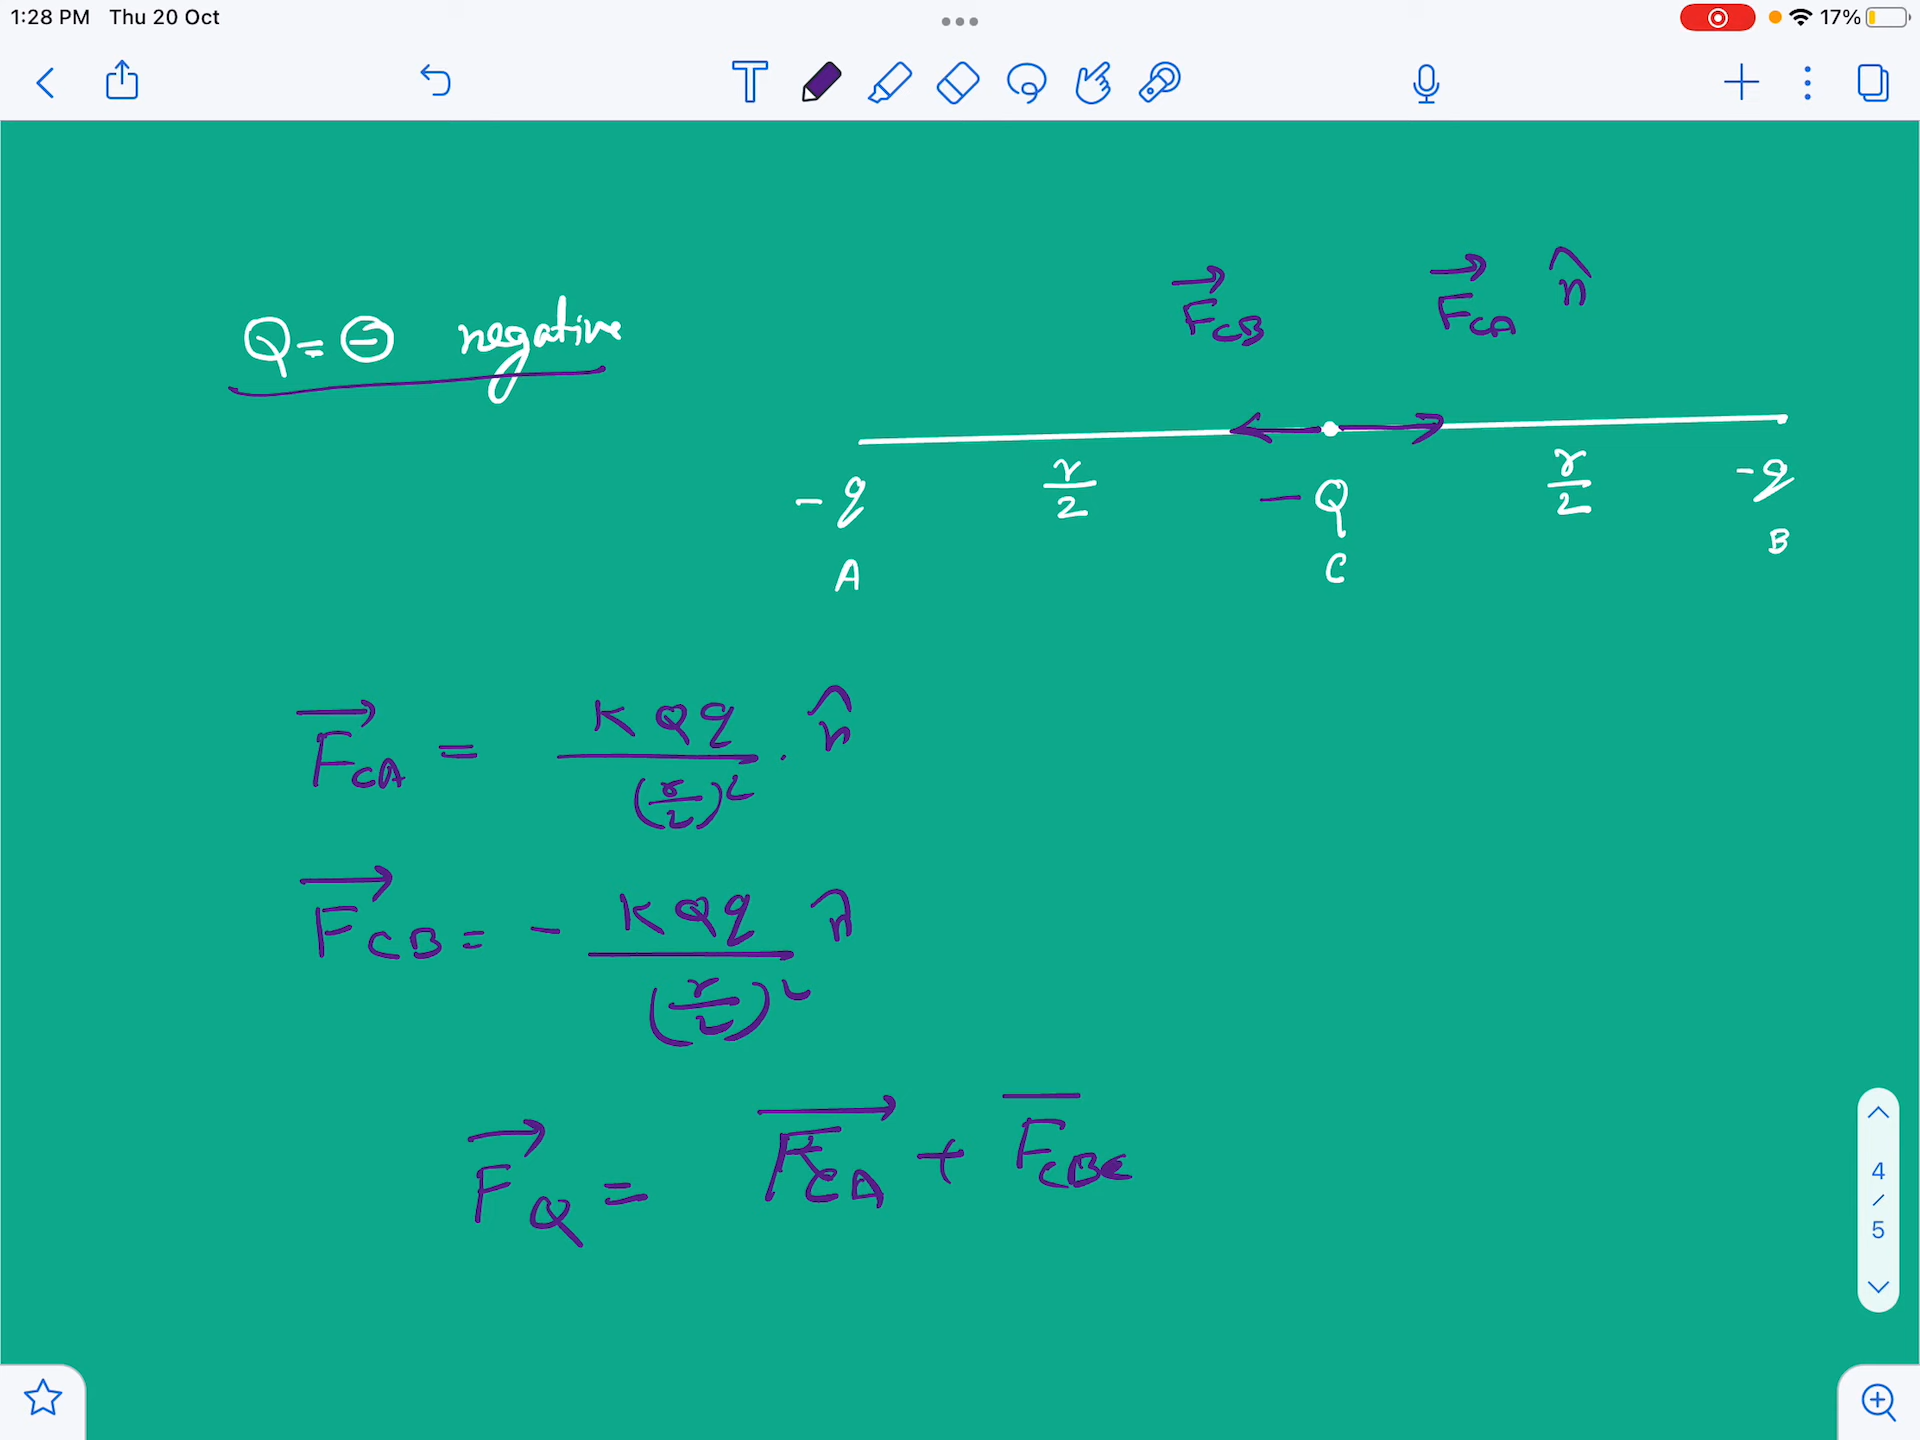 1:28 PM Thu 20 Oct
17%
T
Q = ⊖ negative
F⃗CB F⃗CA n̂
-q r/2 -Q r/2 -q
A C B
F⃗CA = KQq/(r/2)² . n̂
F⃗CB = - KQq/(r/2)² n̂
F⃗Q = F⃗CA + F̅CBC
4
/
5